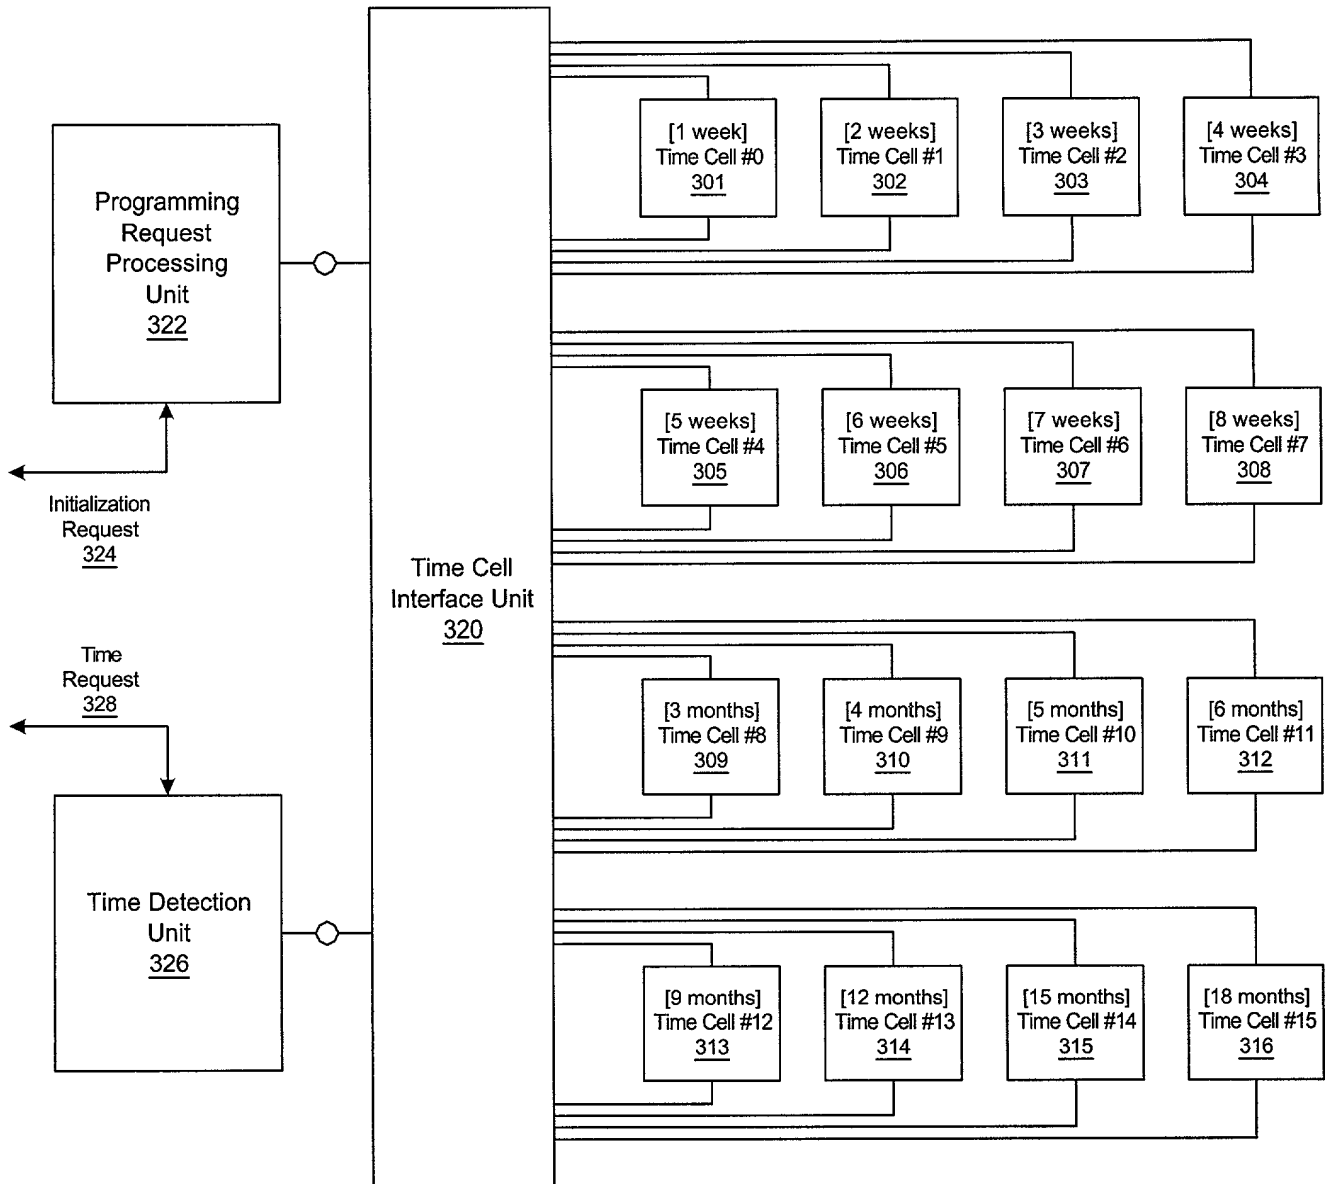 Programming
Request
Processing
Unit
322
Initialization
Request
324
Time
Request
328
Time Detection
Unit
326
Time Cell
Interface Unit
320
[1 week]
Time Cell #0
301
[2 weeks]
Time Cell #1
302
[3 weeks]
Time Cell #2
303
[4 weeks]
Time Cell #3
304
[5 weeks]
Time Cell #4
305
[6 weeks]
Time Cell #5
306
[7 weeks]
Time Cell #6
307
[8 weeks]
Time Cell #7
308
[3 months]
Time Cell #8
309
[4 months]
Time Cell #9
310
[5 months]
Time Cell #10
311
[6 months]
Time Cell #11
312
[9 months]
Time Cell #12
313
[12 months]
Time Cell #13
314
[15 months]
Time Cell #14
315
[18 months]
Time Cell #15
316